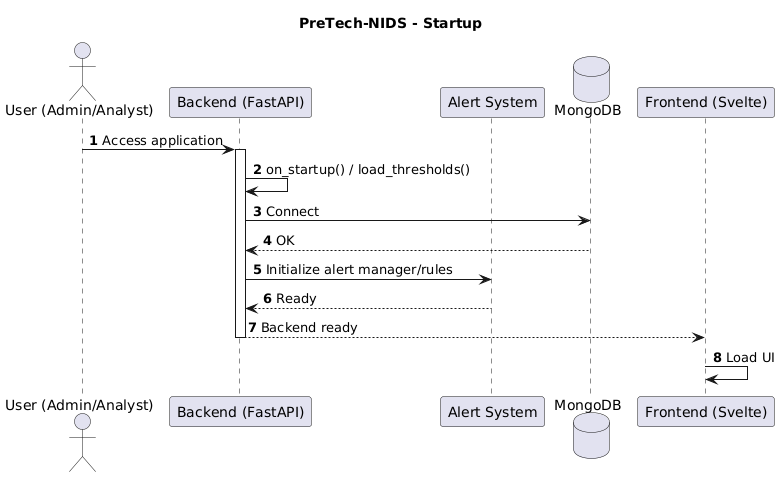 PreTech-NIDS - Startup
User (Admin/Analyst)
Backend (FastAPI)
Alert System
MongoDB
Frontend (Svelte)
1 Access application
2 on_startup() / load_thresholds()
3 Connect
4 OK
5 Initialize alert manager/rules
6 Ready
7 Backend ready
8 Load UI
User (Admin/Analyst)
Backend (FastAPI)
Alert System
MongoDB
Frontend (Svelte)